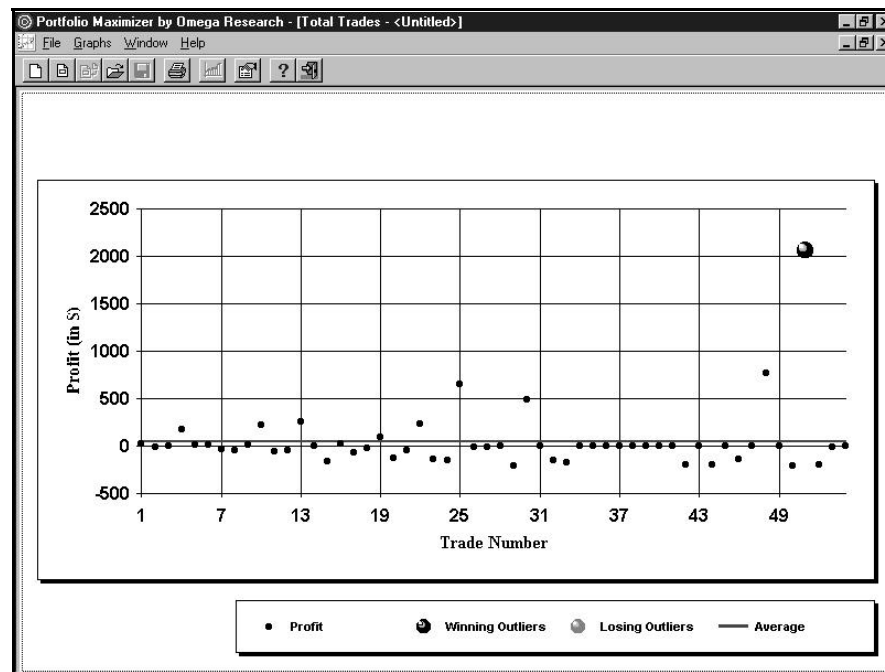 Portfolio Maximizer by Omega Research - [Total Trades - <Untitled>]
File Graphs Window Help
?
2500
2000
1500
1000
500
0
-500
Profit (in S)
1 7 13 19 25 31 37 43 49
Trade Number
Profit Winning Outliers Losing Outliers Average